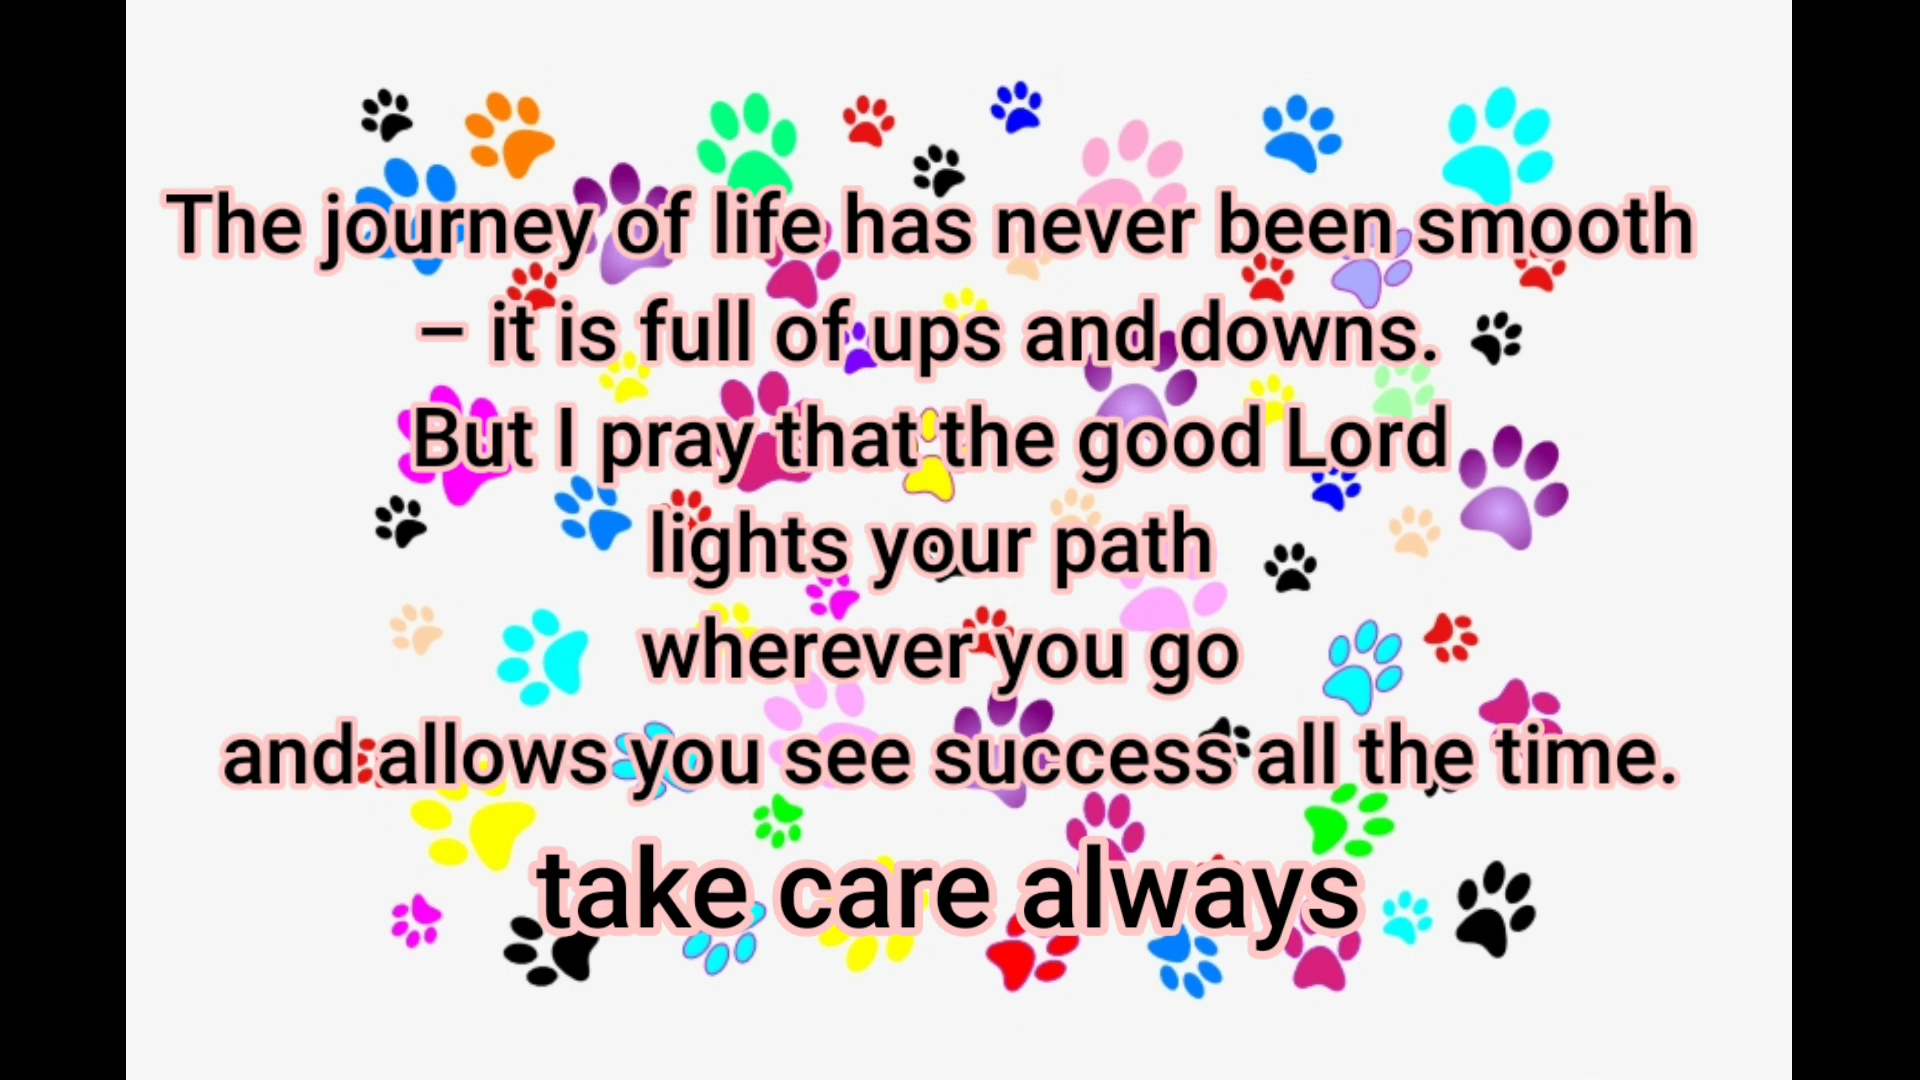 The journey of life has never been smooth
– it is full of ups and downs.
But I pray that the good Lord
lights your path
wherever you go
and allows you see success all the time.
take care always